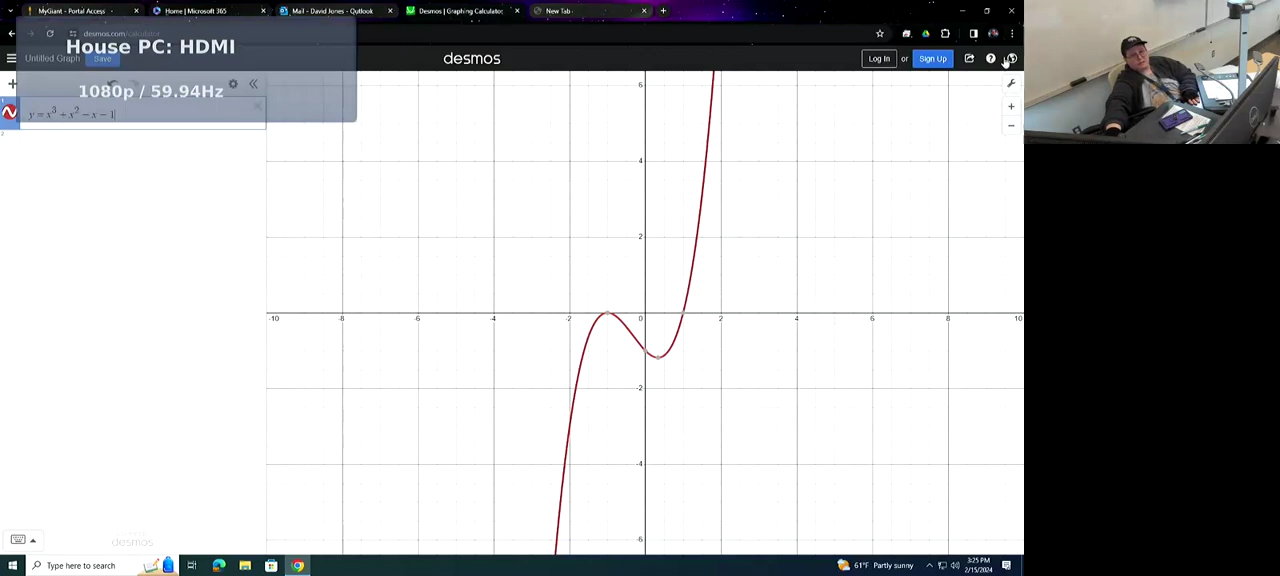 MyGiant - Portal Access
Home | Microsoft 365
Mail - David Jones - Outlook
Desmos | Graphing Calculator
New Tab
desmos.com/calculator
House PC: HDMI
1080p / 59.94Hz
Untitled Graph
Save
desmos
Log In or Sign Up
1
y = x³ + x² − x − 1
2
6
4
2
-10 -8 -6 -4 -2 0 2 4 6 8 10
-2
-4
-6
desmos
Type here to search
61°F Partly sunny
3:25 PM
2/15/2024